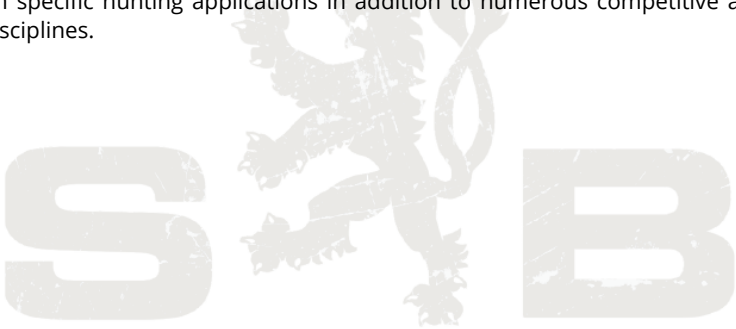 specific hunting applications in addition to numerous competitive
sciplines.
S B